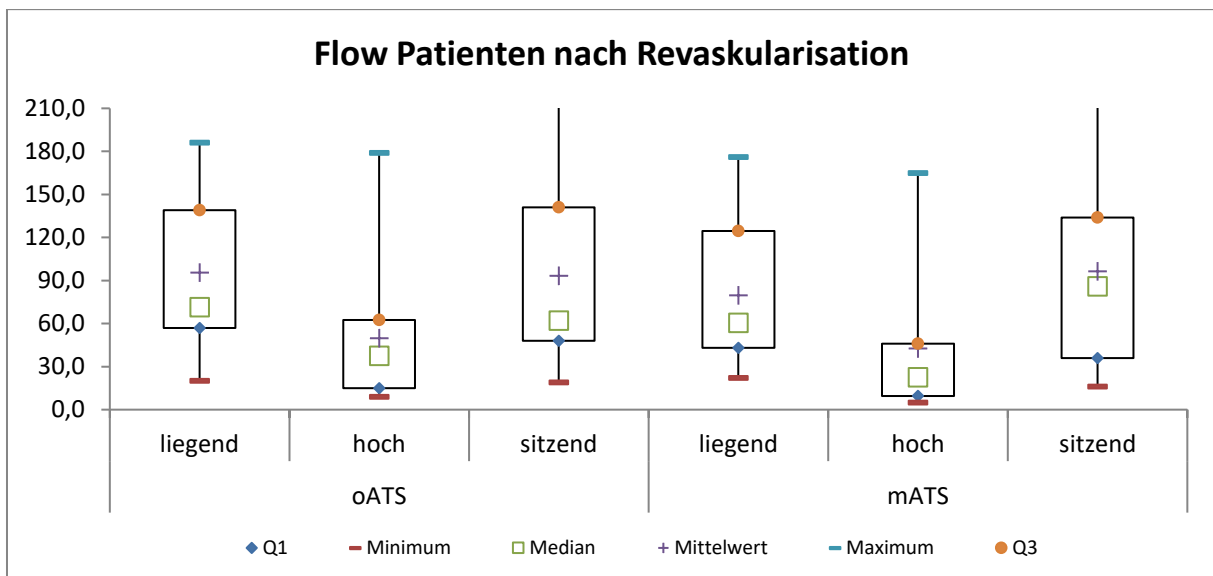 Flow Patienten nach Revaskularisation
210,0
180,0
150,0
120,0
90,0
60,0
30,0
0,0
liegend hoch sitzend liegend hoch sitzend
oATS mATS
Q1 Minimum Median Mittelwert Maximum Q3